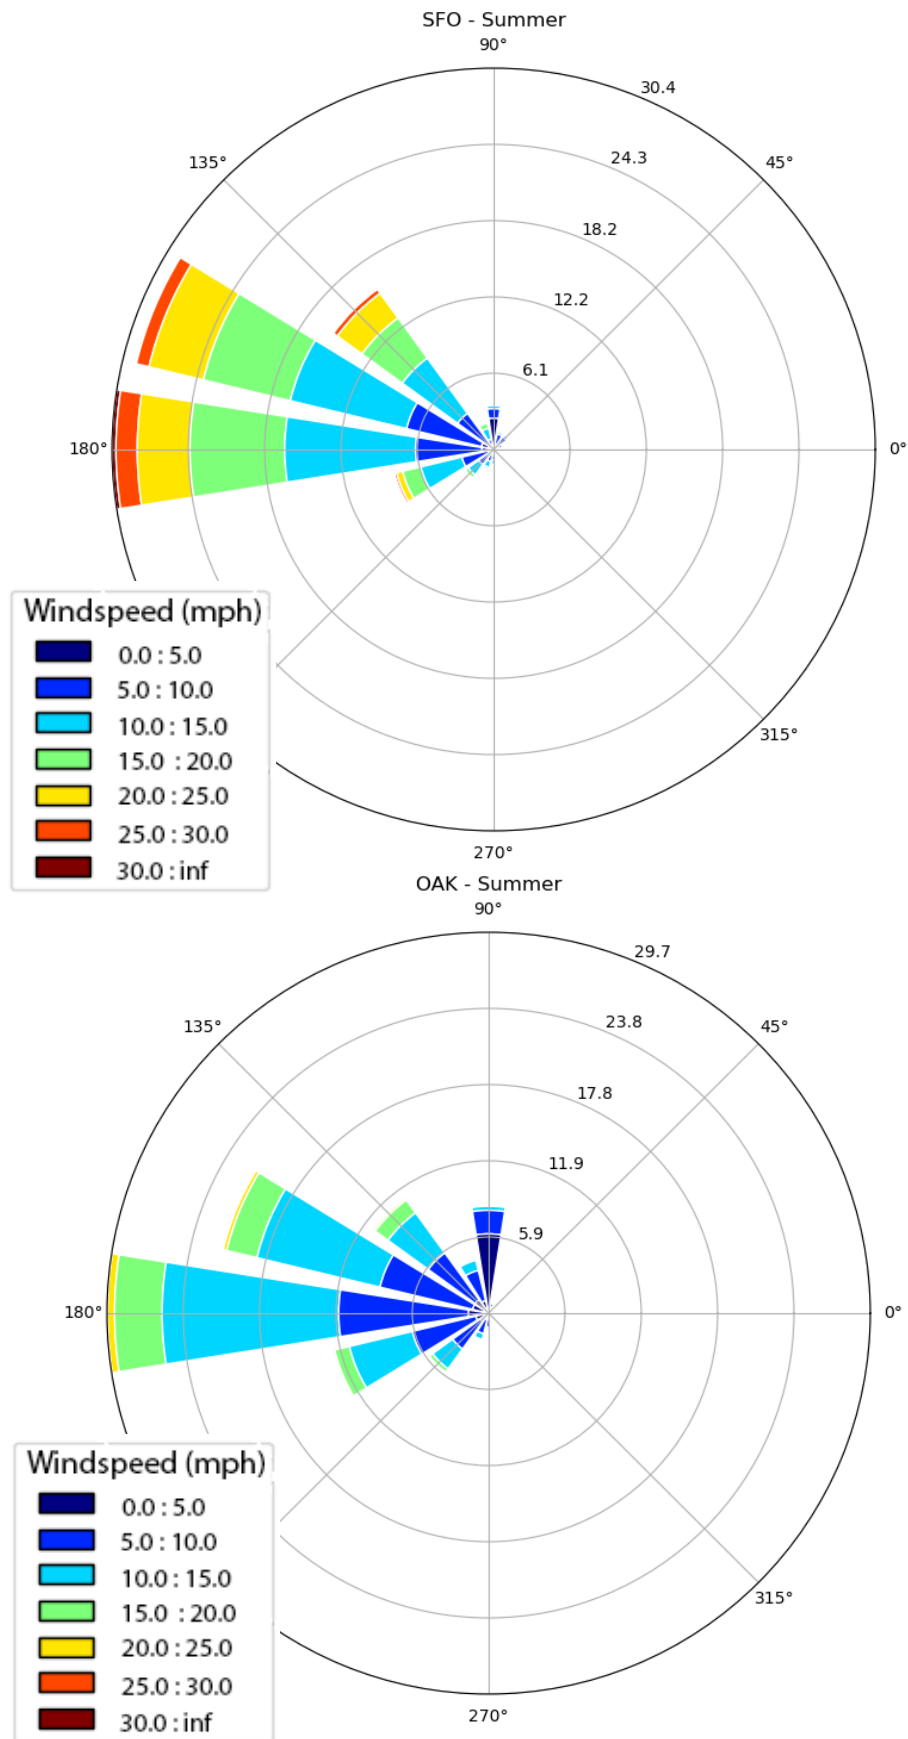 SFO - Summer
90°
30.4
135°
24.3
45°
18.2
12.2
6.1
180°
0°
Windspeed (mph)
0.0 : 5.0
5.0 : 10.0
10.0 : 15.0
15.0 : 20.0
20.0 : 25.0
25.0 : 30.0
30.0 : inf
315°
270°
OAK - Summer
90°
29.7
135°
23.8
45°
17.8
11.9
5.9
180°
0°
Windspeed (mph)
0.0 : 5.0
5.0 : 10.0
10.0 : 15.0
15.0 : 20.0
20.0 : 25.0
25.0 : 30.0
30.0 : inf
315°
270°